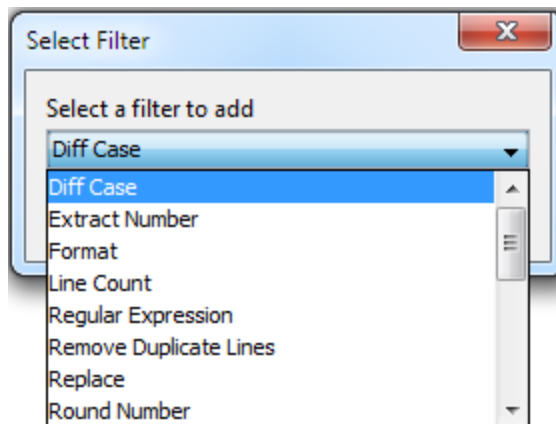 Select Filter
Select a filter to add
Diff Case
Diff Case
Extract Number
Format
Line Count
Regular Expression
Remove Duplicate Lines
Replace
Round Number